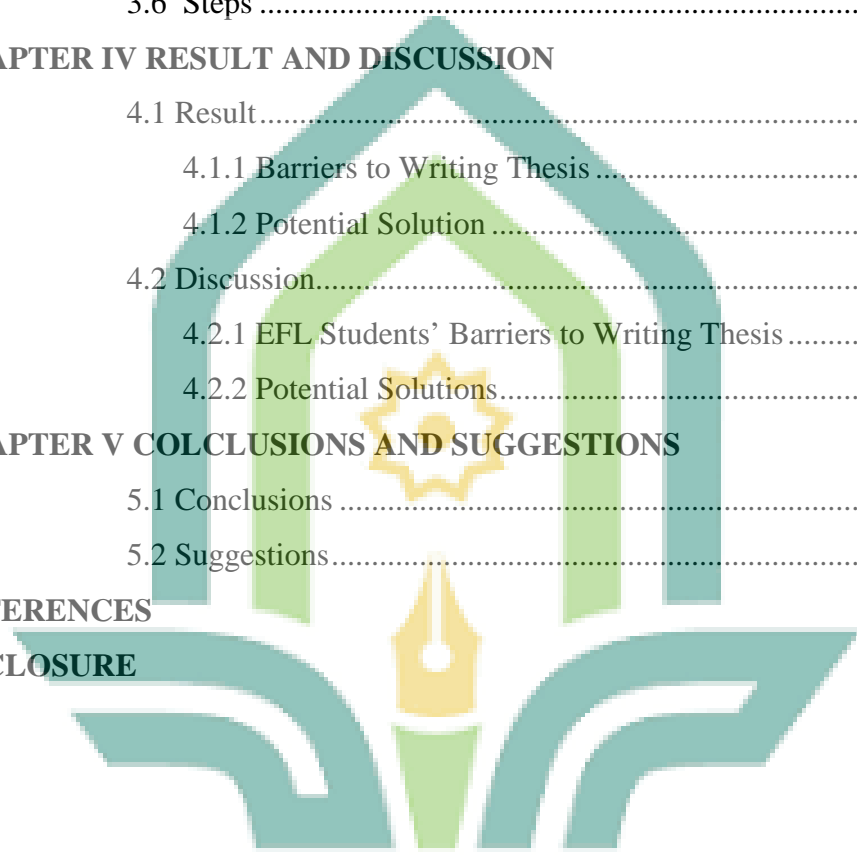 3.6 Steps ........................................................................
APTER IV RESULT AND DISCUSSION
4.1 Result........................................................................
4.1.1 Barriers to Writing Thesis ...................................
4.1.2 Potential Solution ................................................
4.2 Discussion................................................................
4.2.1 EFL Students’ Barriers to Writing Thesis .........
4.2.2 Potential Solutions...............................................
APTER V COLCLUSIONS AND SUGGESTIONS
5.1 Conclusions .............................................................
5.2 Suggestions..............................................................
FERENCES
CLOSURE